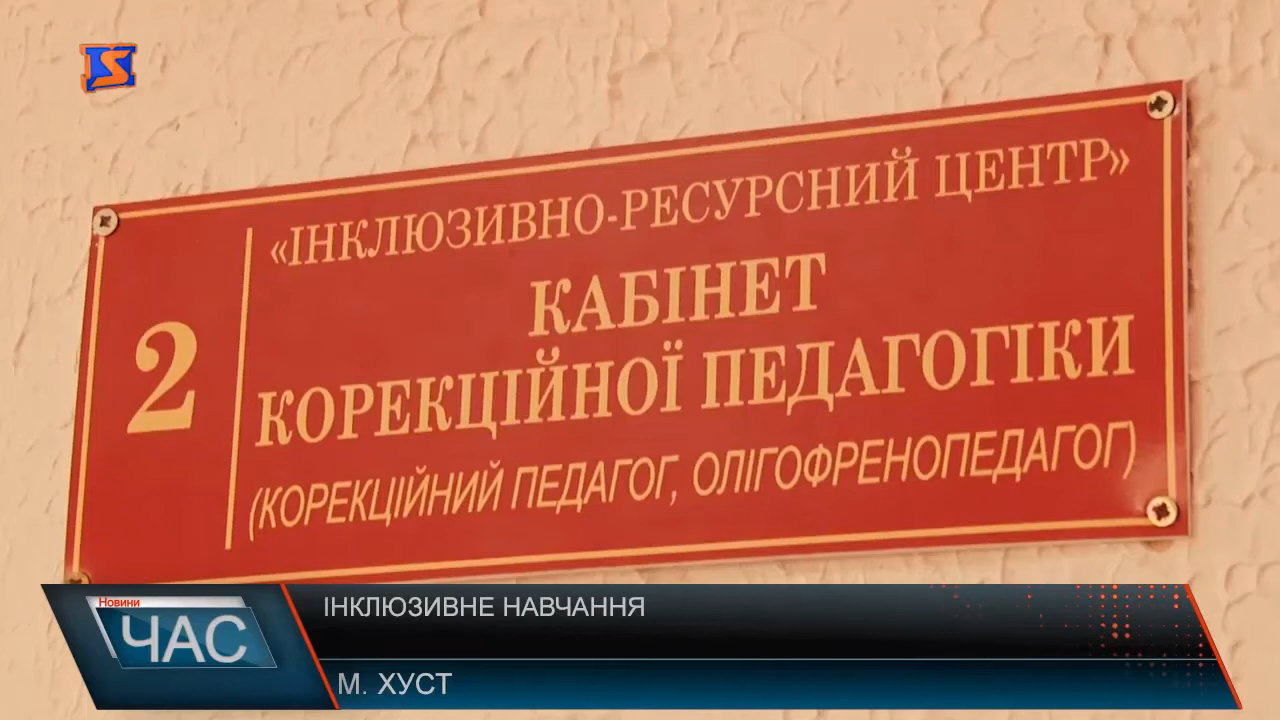 «ІНКЛЮЗИВНО-РЕСУРСНИЙ ЦЕНТР»
2
КАБІНЕТ
КОРЕКЦІЙНОЇ ПЕДАГОГІКИ
(КОРЕКЦІЙНИЙ ПЕДАГОГ, ОЛІГОФРЕНОПЕДАГОГ)
Новини
ЧАС
ІНКЛЮЗИВНЕ НАВЧАННЯ
М. ХУСТ